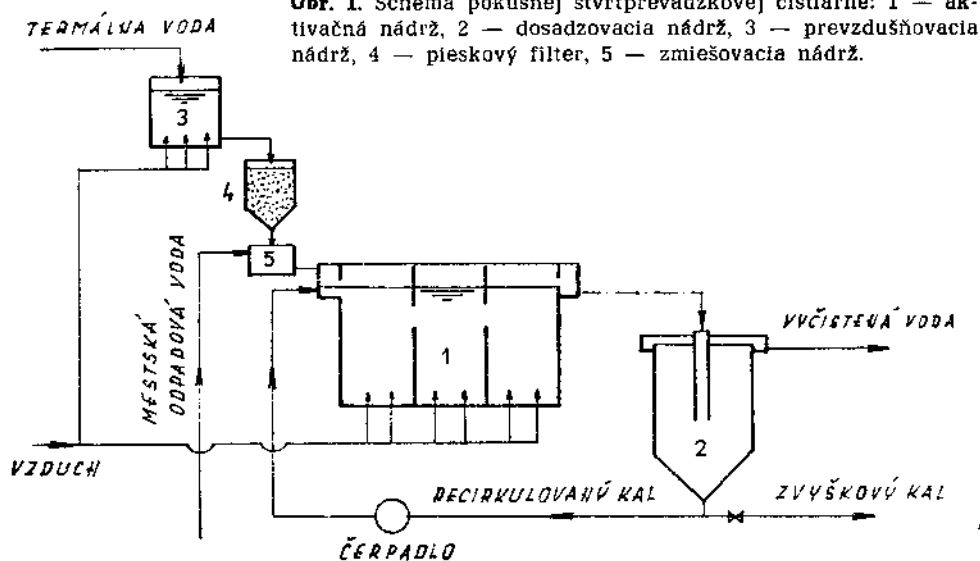 Obr. 1. Schéma pokusnej štvrťprevádzkovej čistiarne: 1 — ak-
tivačná nádrž, 2 — dosadzovacia nádrž, 3 — prevzdušňovacia
nádrž, 4 — pieskový filter, 5 — zmiešovacia nádrž.
TERMÁLNA VODA
3
4
5
MESTSKÁ
ODPADOVÁ VODA
1
VYČISTENÁ VODA
2
VZDUCH
RECIRKULOVANÝ KAL
ZVYŠKOVÝ KAL
ČERPADLO